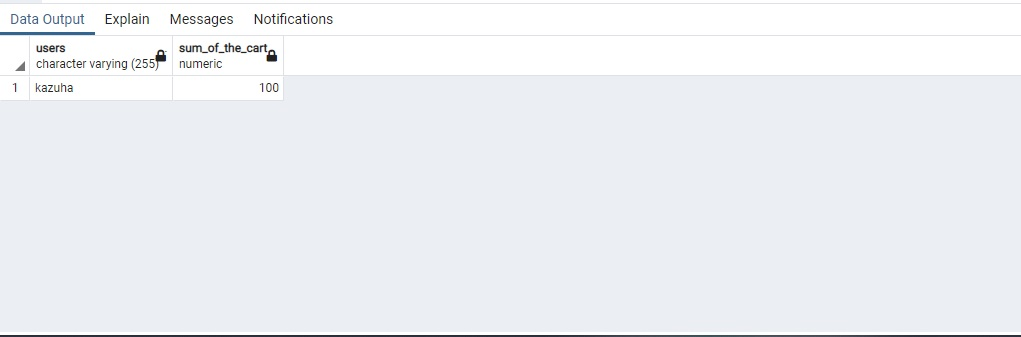 Data Output Explain Messages Notifications
users sum_of_the_cart
character varying (255) numeric
1 kazuha 100